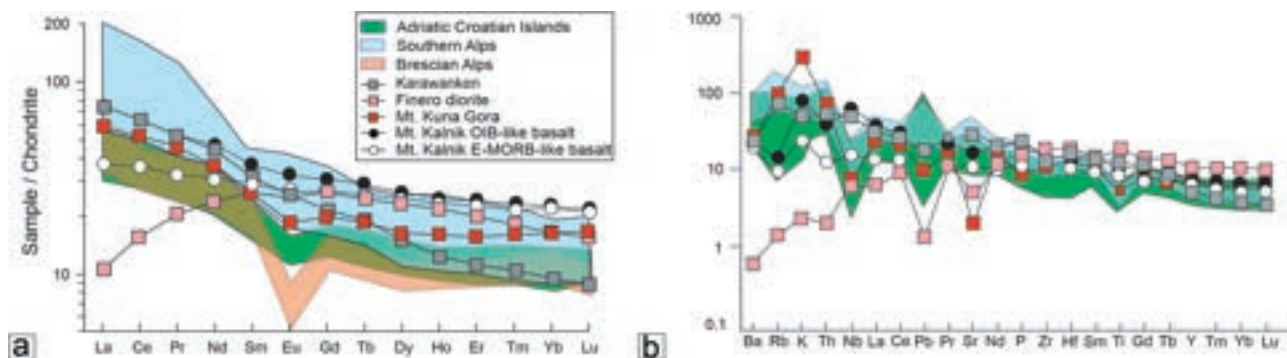 200
100
10
Sample / Chondrite
Adriatic Croatian Islands
Southern Alps
Brescian Alps
Karawanken
Finero diorite
Mt. Kuna Gora
Mt. Kalnik OIB-like basalt
Mt. Kalnik E-MORB-like basalt
La Ce Pr Nd Sm Eu Gd Tb Dy Ho Er Tm Yb Lu
a
1000
100
10
1
0.1
Ba Rb K Th Nb La Ce Pb Pr Sr Nd P Zr Hf Sm Ti Tb Y Tm Yb Lu
b